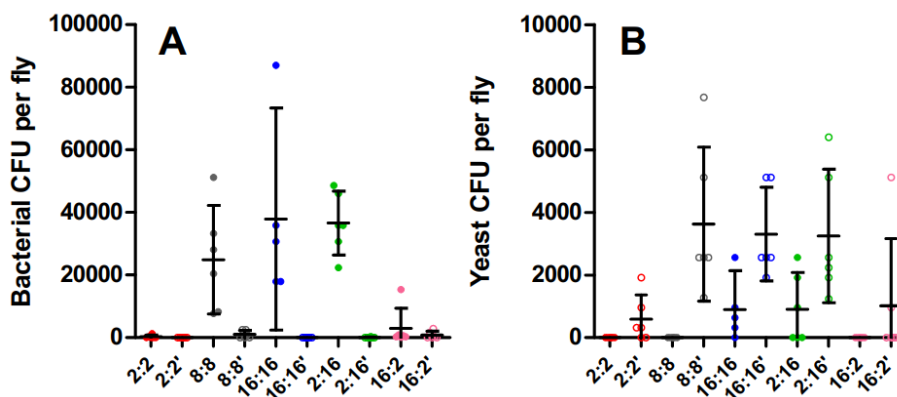 A
Bacterial CFU per fly
100000
80000
60000
40000
20000
0
2:2 2:2' 8:8 8:8' 16:16 16:16' 2:16 2:16' 16:2 16:2'
B
Yeast CFU per fly
10000
8000
6000
4000
2000
0
2:2 2:2' 8:8 8:8' 16:16 16:16' 2:16 2:16' 16:2 16:2'